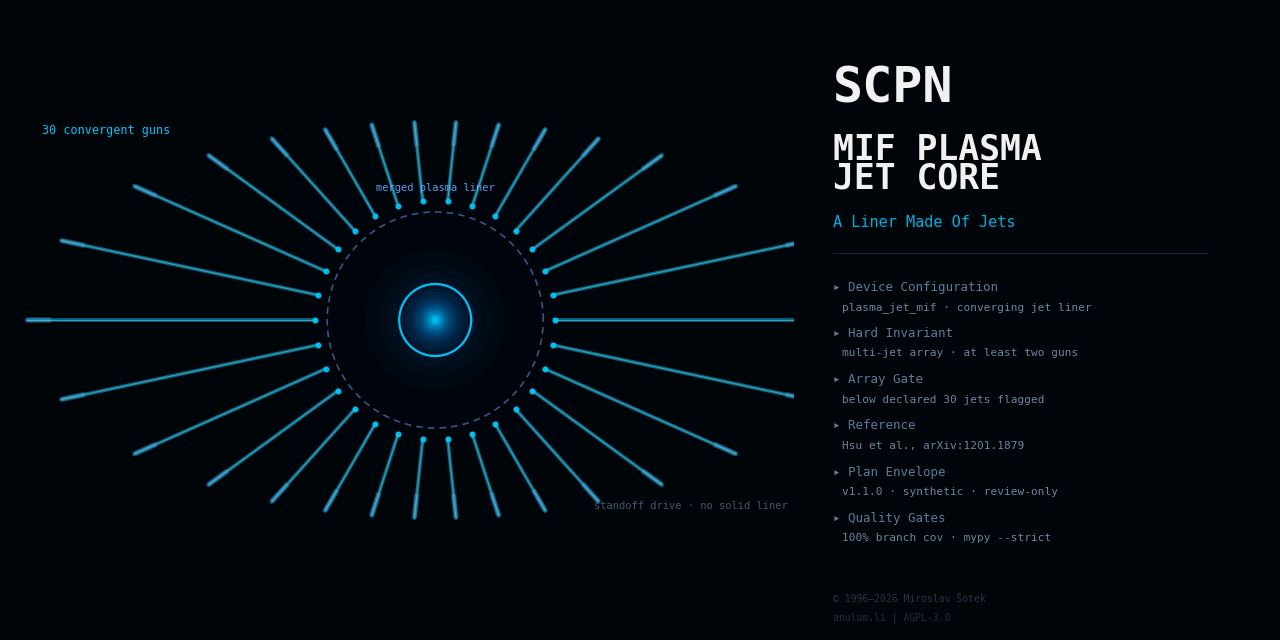 30 convergent guns
merged plasma liner
standoff drive · no solid liner
SCPN
MIF PLASMA
JET CORE
A Liner Made Of Jets
▸ Device Configuration
plasma_jet_mif · converging jet liner
▸ Hard Invariant
multi-jet array · at least two guns
▸ Array Gate
below declared 30 jets flagged
▸ Reference
Hsu et al., arXiv:1201.1879
▸ Plan Envelope
v1.1.0 · synthetic · review-only
▸ Quality Gates
100% branch cov · mypy --strict
© 1996–2026 Miroslav Šotek
anulum.li | AGPL-3.0